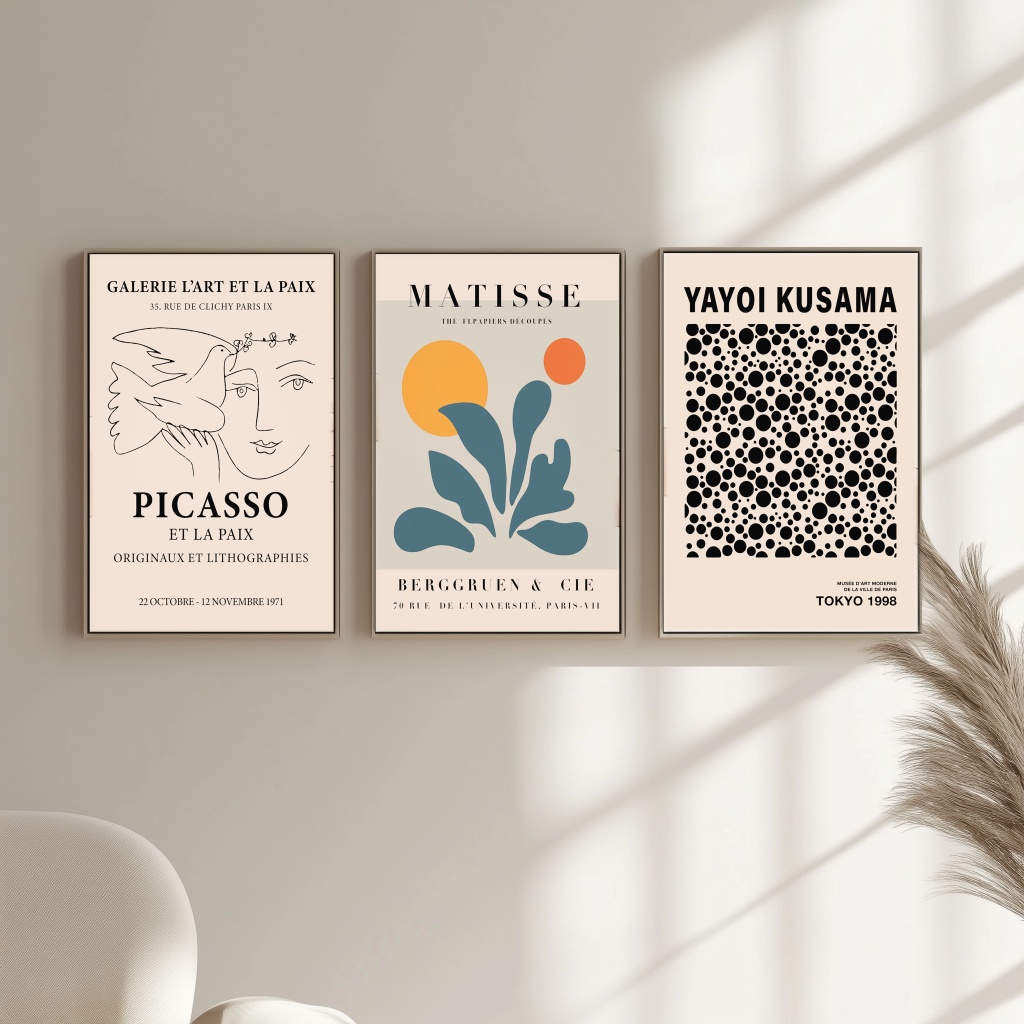 GALERIE L'ART ET LA PAIX
35. RUE DE CLICHY PARIS IX
PICASSO
ET LA PAIX
ORIGINAUX ET LITHOGRAPHIES
22 OCTOBRE - 12 NOVEMBRE 1971
MATISSE
THE FLPAPIERS DÉCOUPÉS
BERGGRUEN & CIE
70 RUE DE L'UNIVERSITÉ, PARIS-VII
YAYOI KUSAMA
MUSÉE D'ART MODERNE
DE LA VILLE DE PARIS
TOKYO 1998